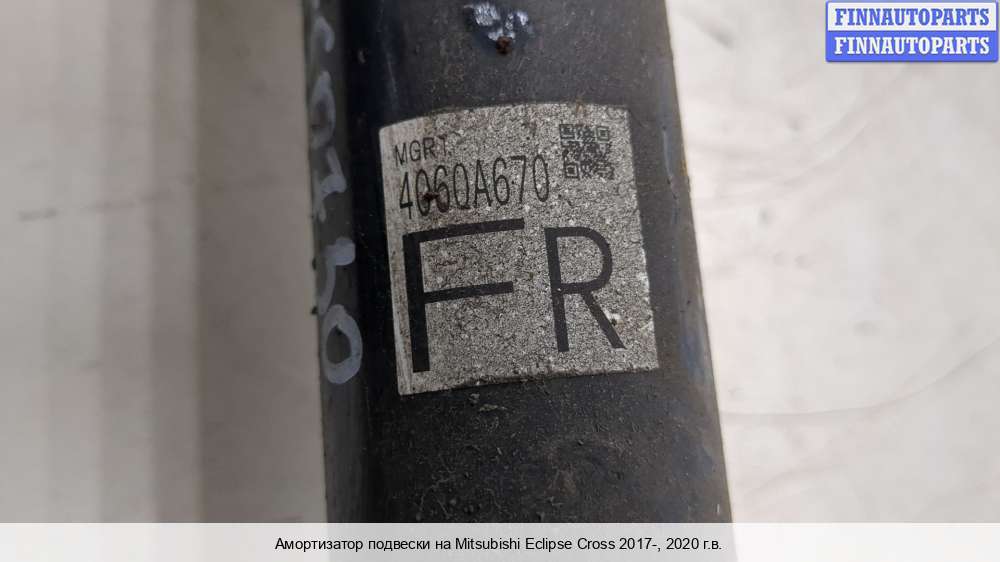 FINNAUTOPARTS
FINNAUTOPARTS
MGRT
4060A670
FR
Амортизатор подвески на Mitsubishi Eclipse Cross 2017-, 2020 г.в.